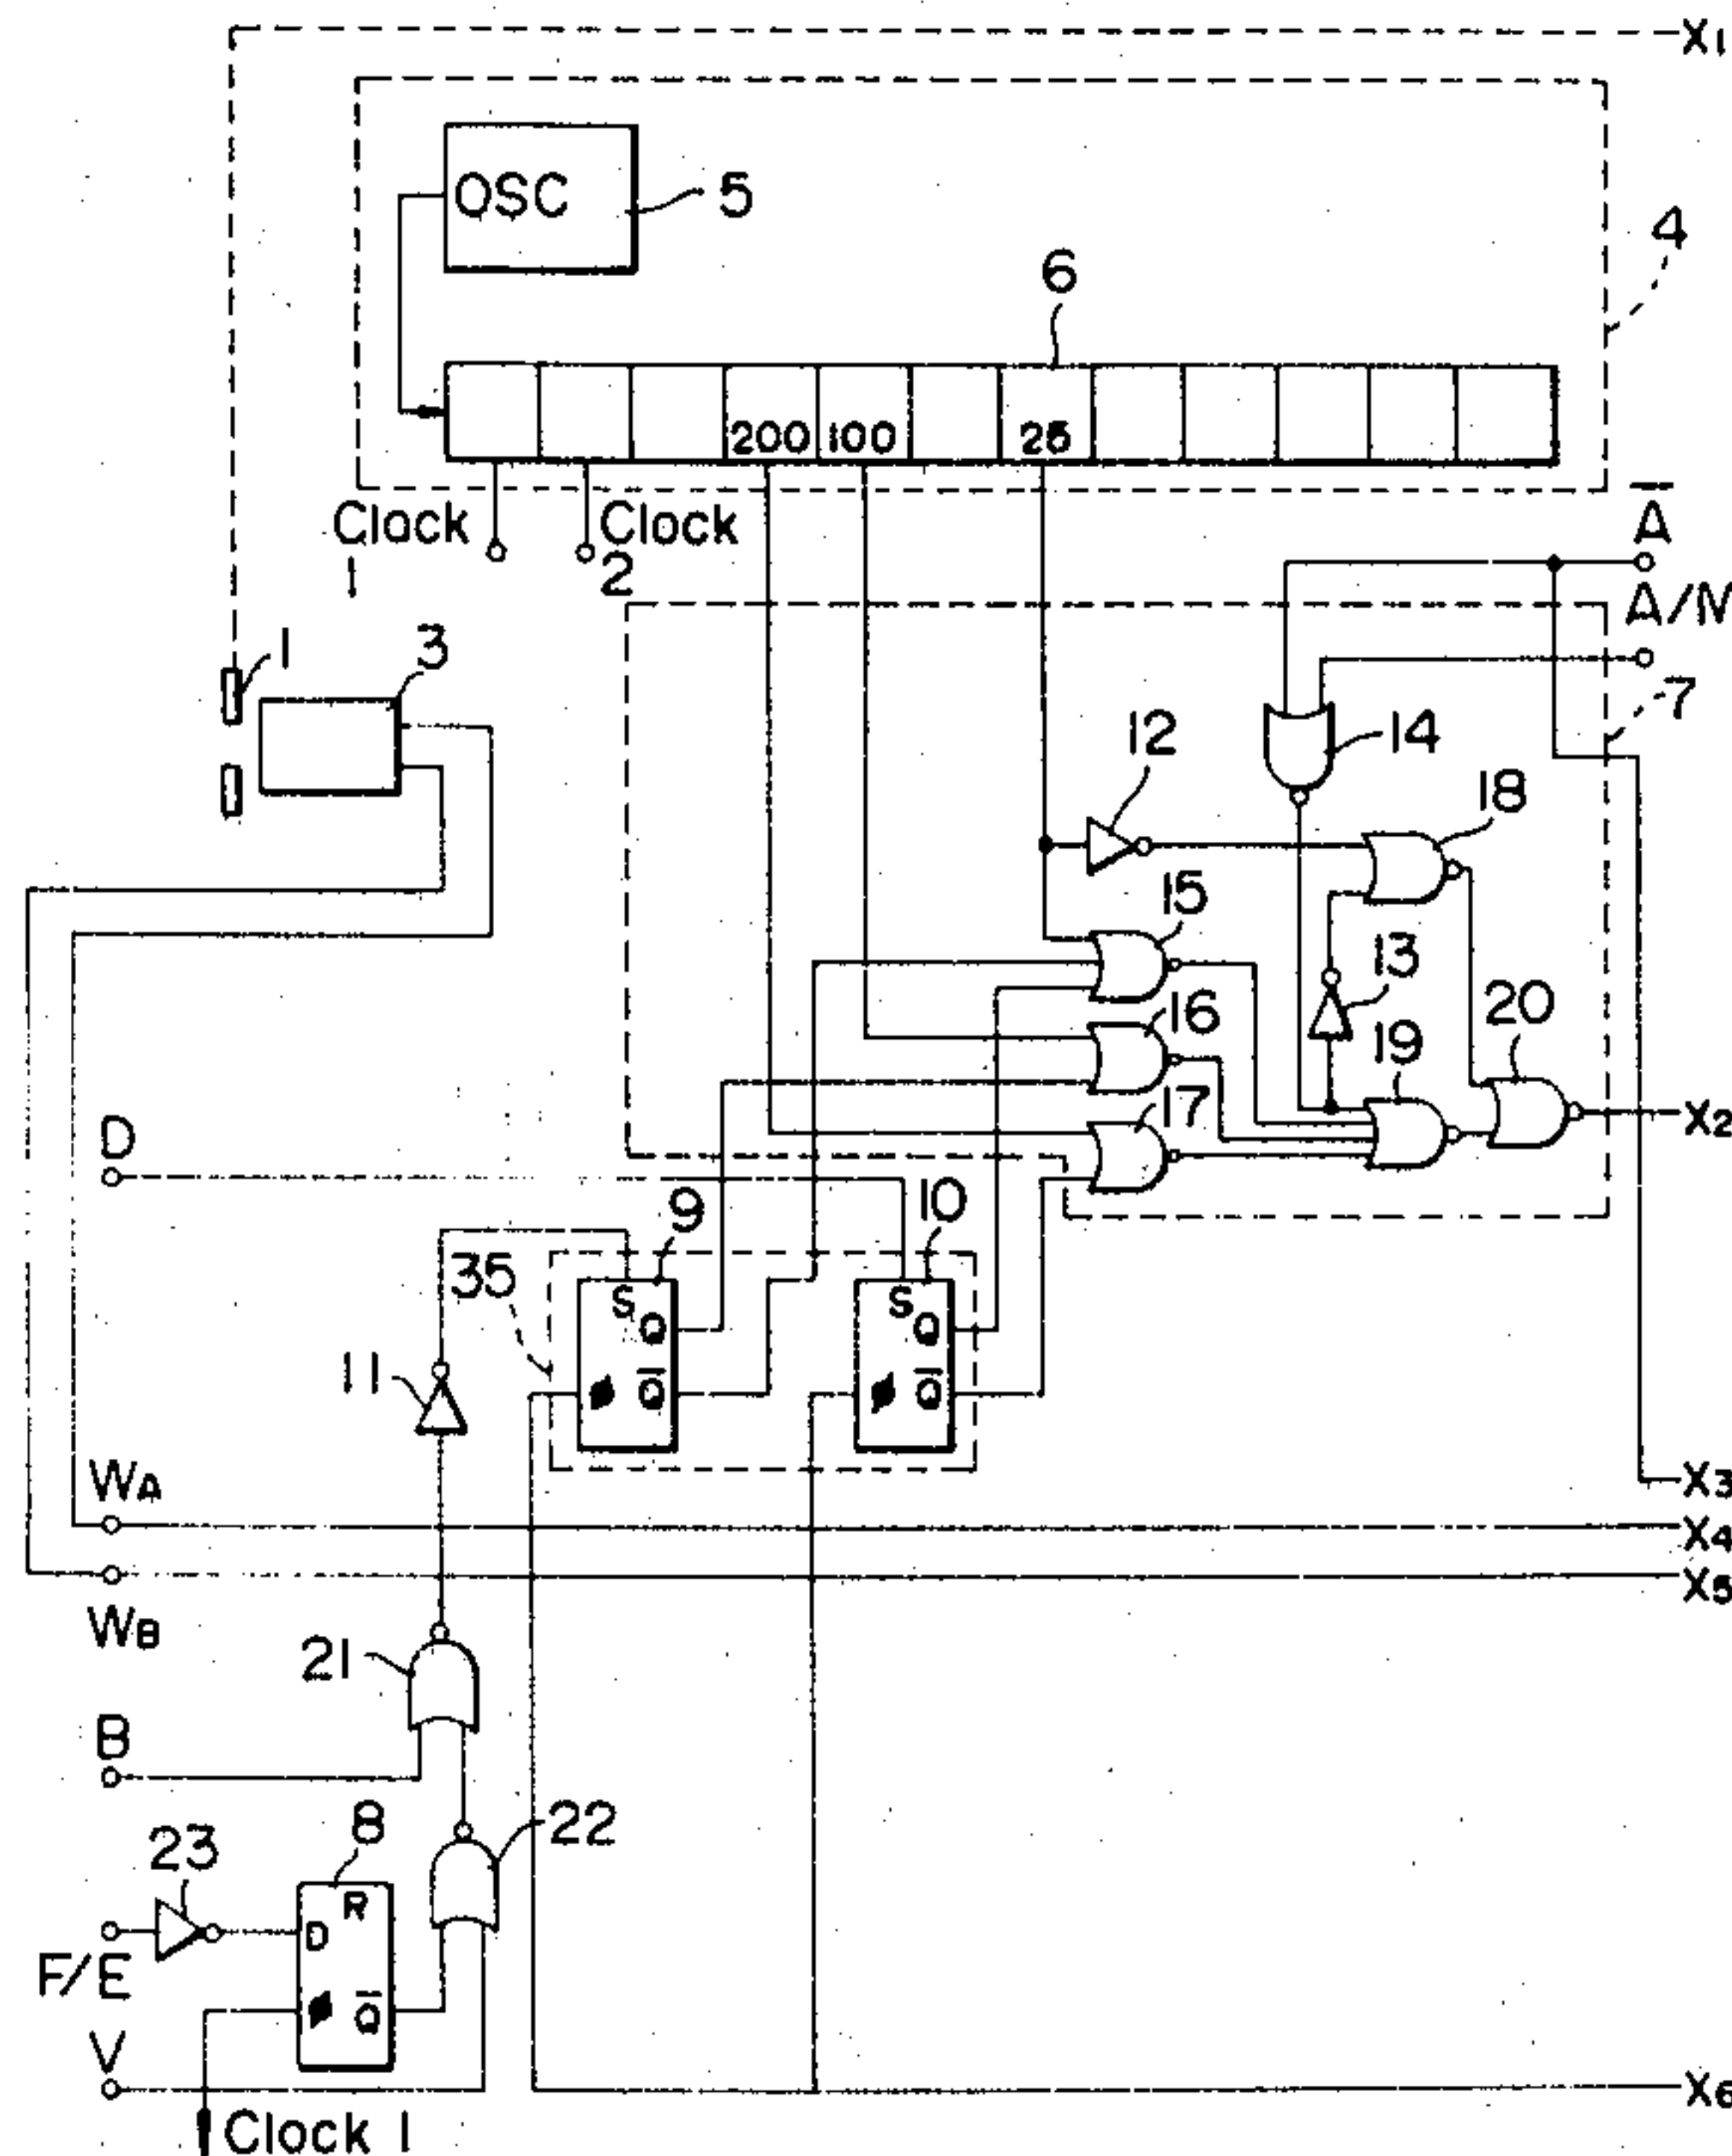 X1
OSC
5
4
6
200 100 25
Clock 1
Clock 2
A̅
A/N
1
3
7
12
14
18
15
13
16
20
19
17
X2
D
9
10
35
S
Q
Q̅
S
Q
Q̅
11
WA
X3
X4
X5
WB
21
B
8
22
23
R
D
F/E
Q̅
V
X6
Clock 1